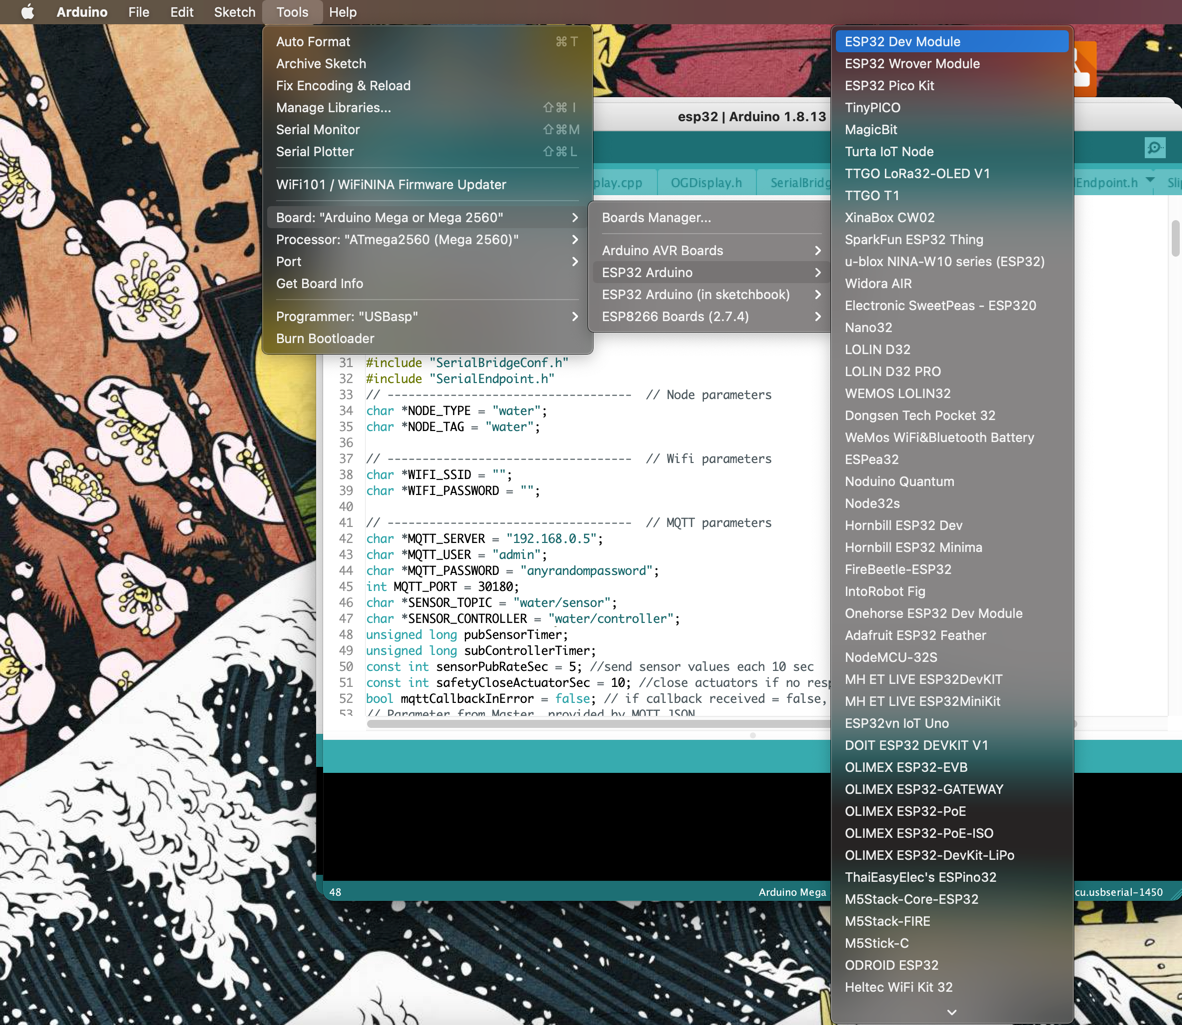 Arduino File Edit Sketch Tools Help
Auto Format ⌘T
Archive Sketch
Fix Encoding & Reload
Manage Libraries... ⇧⌘I
Serial Monitor ⇧⌘M
Serial Plotter ⇧⌘L
WiFi101 / WiFiNINA Firmware Updater
Board: "Arduino Mega or Mega 2560"
Processor: "ATmega2560 (Mega 2560)"
Port
Get Board Info
Programmer: "USBasp"
Burn Bootloader
Boards Manager...
Arduino AVR Boards
ESP32 Arduino
ESP32 Arduino (in sketchbook)
ESP8266 Boards (2.7.4)
ESP32 Dev Module
ESP32 Wrover Module
ESP32 Pico Kit
TinyPICO
MagicBit
Turta IoT Node
TTGO LoRa32-OLED V1
TTGO T1
XinaBox CW02
SparkFun ESP32 Thing
u-blox NINA-W10 series (ESP32)
Widora AIR
Electronic SweetPeas - ESP320
Nano32
LOLIN D32
LOLIN D32 PRO
WEMOS LOLIN32
Dongsen Tech Pocket 32
WeMos WiFi&Bluetooth Battery
ESPea32
Noduino Quantum
Node32s
Hornbill ESP32 Dev
Hornbill ESP32 Minima
FireBeetle-ESP32
IntoRobot Fig
Onehorse ESP32 Dev Module
Adafruit ESP32 Feather
NodeMCU-32S
MH ET LIVE ESP32DevKIT
MH ET LIVE ESP32MiniKit
ESP32vn IoT Uno
DOIT ESP32 DEVKIT V1
OLIMEX ESP32-EVB
OLIMEX ESP32-GATEWAY
OLIMEX ESP32-PoE
OLIMEX ESP32-PoE-ISO
OLIMEX ESP32-DevKit-LiPo
ThaiEasyElec's ESPino32
M5Stack-Core-ESP32
M5Stack-FIRE
M5Stick-C
ODROID ESP32
Heltec WiFi Kit 32
esp32 | Arduino 1.8.13
play.cpp OGDisplay.h SerialBridg Endpoint.h Sli
31 #include "SerialBridgeConf.h"
32 #include "SerialEndpoint.h"
33 // ----------------------------------- // Node parameters
34 char *NODE_TYPE = "water";
35 char *NODE_TAG = "water";
36
37 // ----------------------------------- // Wifi parameters
38 char *WIFI_SSID = "";
39 char *WIFI_PASSWORD = "";
40
41 // ----------------------------------- // MQTT parameters
42 char *MQTT_SERVER = "192.168.0.5";
43 char *MQTT_USER = "admin";
44 char *MQTT_PASSWORD = "anyrandompassword";
45 int MQTT_PORT = 30180;
46 char *SENSOR_TOPIC = "water/sensor";
47 char *SENSOR_CONTROLLER = "water/controller";
48 unsigned long pubSensorTimer;
49 unsigned long subControllerTimer;
50 const int sensorPubRateSec = 5; //send sensor values each 10 sec
51 const int safetyCloseActuatorSec = 10; //close actuators if no resp
52 bool mqttCallbackInError = false; // if callback received = false,
53 // Parameter from Master, provided by MQTT JSON
48 Arduino Mega cu.usbserial-1450